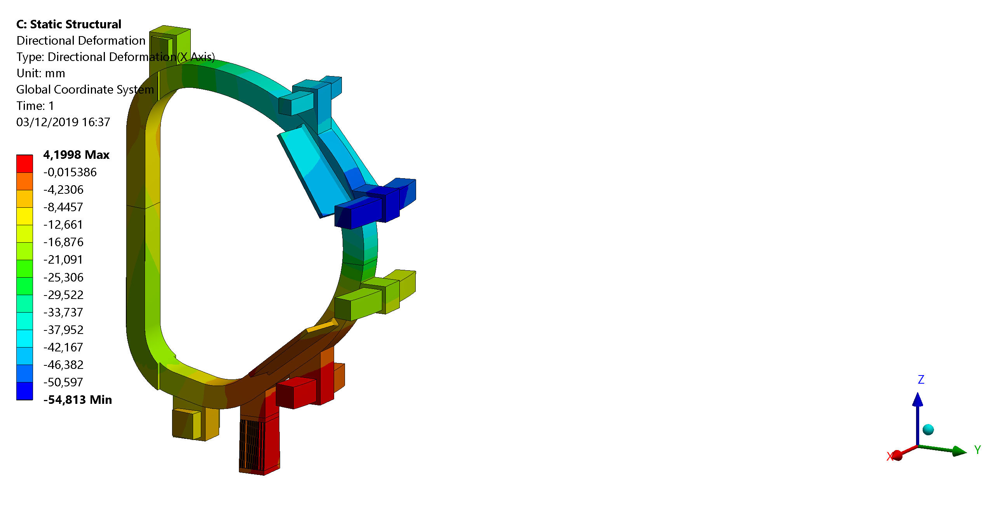 C: Static Structural
Directional Deformation
Type: Directional Deformation(X Axis)
Unit: mm
Global Coordinate System
Time: 1
03/12/2019 16:37
4,1998 Max
-0,015386
-4,2306
-8,4457
-12,661
-16,876
-21,091
-25,306
-29,522
-33,737
-37,952
-42,167
-46,382
-50,597
-54,813 Min
Z
Y
X